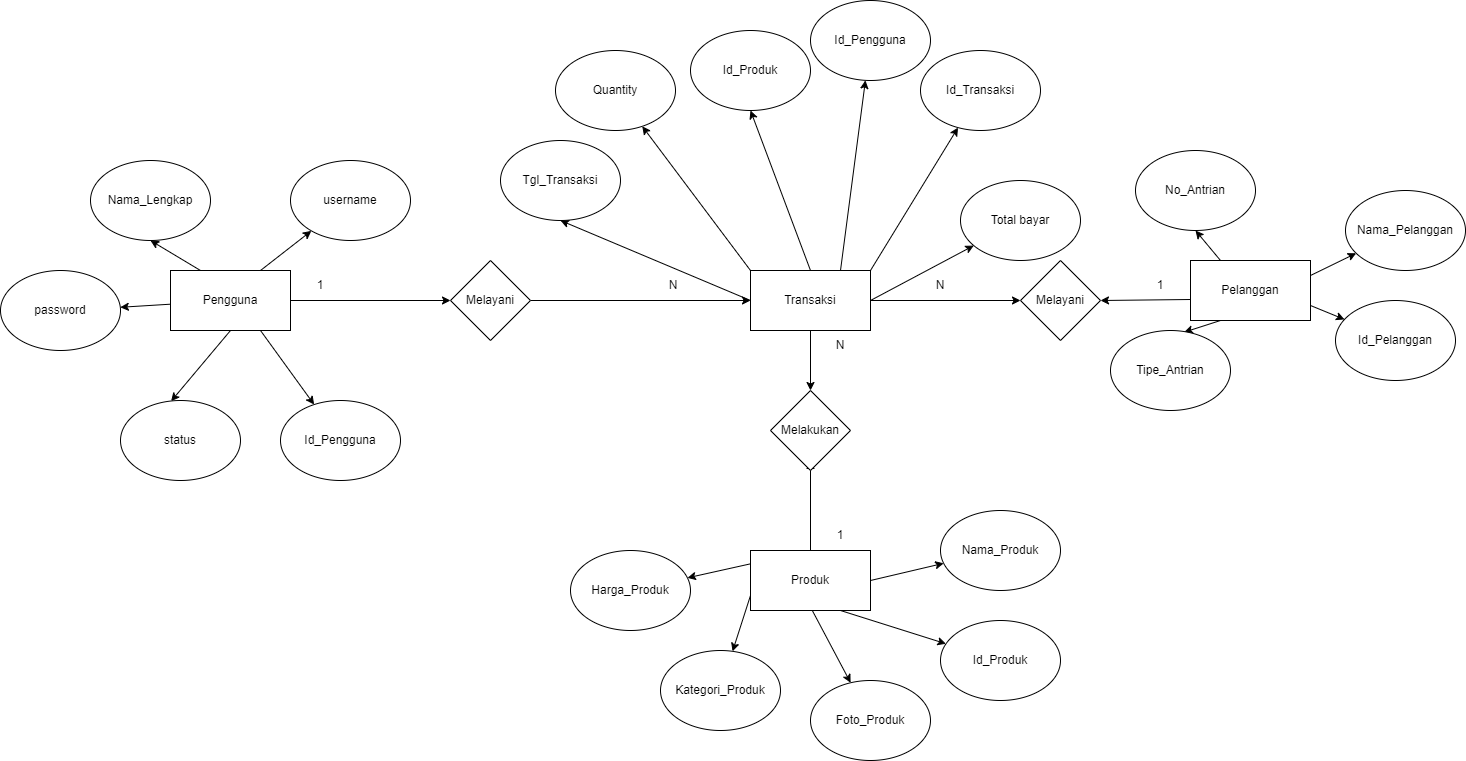 Id_Pengguna
Id_Produk
Quantity
Id_Transaksi
Tgl_Transaksi
No_Antrian
Nama_Lengkap
username
Total bayar
Nama_Pelanggan
1
N
N
1
Pengguna
Melayani
Transaksi
Melayani
Pelanggan
password
Id_Pelanggan
N
Tipe_Antrian
Melakukan
status
Id_Pengguna
1
Nama_Produk
Produk
Harga_Produk
Id_Produk
Kategori_Produk
Foto_Produk